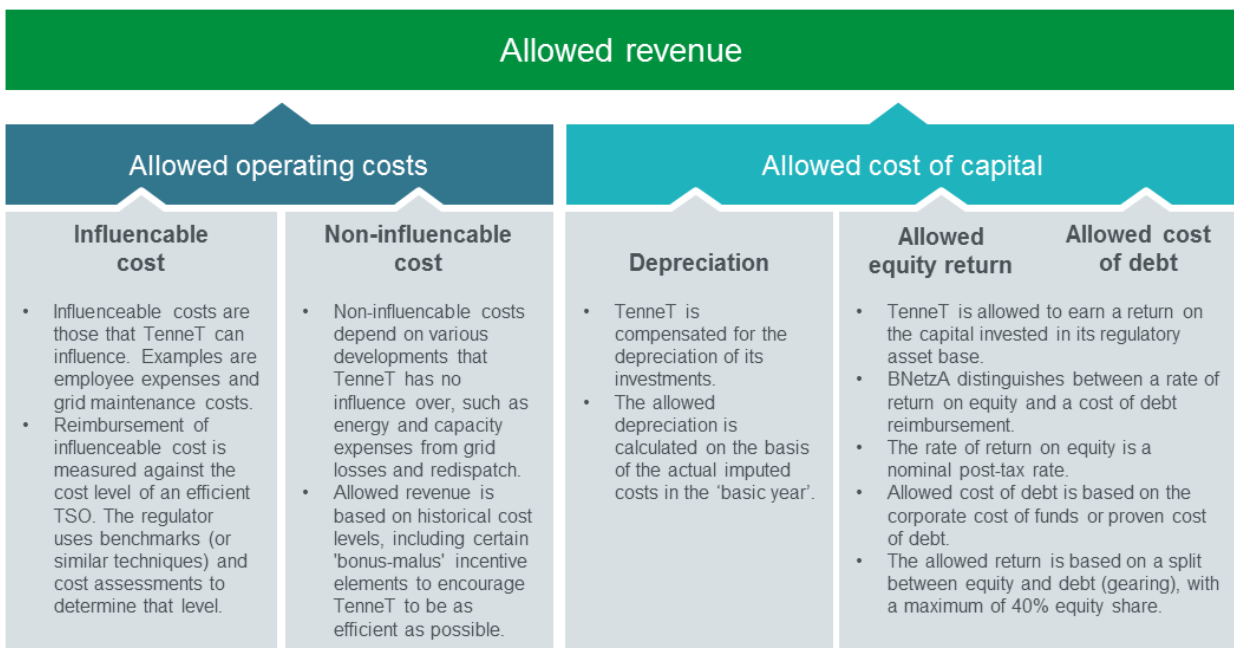 Allowed revenue
Allowed operating costs
Allowed cost of capital
Influencable
cost
• Influenceable costs are
those that TenneT can
influence. Examples are
employee expenses and
grid maintenance costs.
• Reimbursement of
influenceable cost is
measured against the
cost level of an efficient
TSO. The regulator
uses benchmarks (or
similar techniques) and
cost assessments to
determine that level.
Non-influencable
cost
• Non-influencable costs
depend on various
developments that
TenneT has no
influence over, such as
energy and capacity
expenses from grid
losses and redispatch.
• Allowed revenue is
based on historical cost
levels, including certain
'bonus-malus' incentive
elements to encourage
TenneT to be as
efficient as possible.
Depreciation
• TenneT is
compensated for the
depreciation of its
investments.
• The allowed
depreciation is
calculated on the basis
of the actual imputed
costs in the ‘basic year’.
Allowed
equity return
Allowed cost
of debt
• TenneT is allowed to earn a return on
the capital invested in its regulatory
asset base.
• BNetzA distinguishes between a rate of
return on equity and a cost of debt
reimbursement.
• The rate of return on equity is a
nominal post-tax rate.
• Allowed cost of debt is based on the
corporate cost of funds or proven cost
of debt.
• The allowed return is based on a split
between equity and debt (gearing), with
a maximum of 40% equity share.